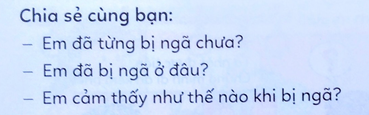 Chia sẻ cùng bạn:
– Em đã từng bị ngã chưa?
– Em đã bị ngã ở đâu?
– Em cảm thấy như thế nào khi bị ngã?